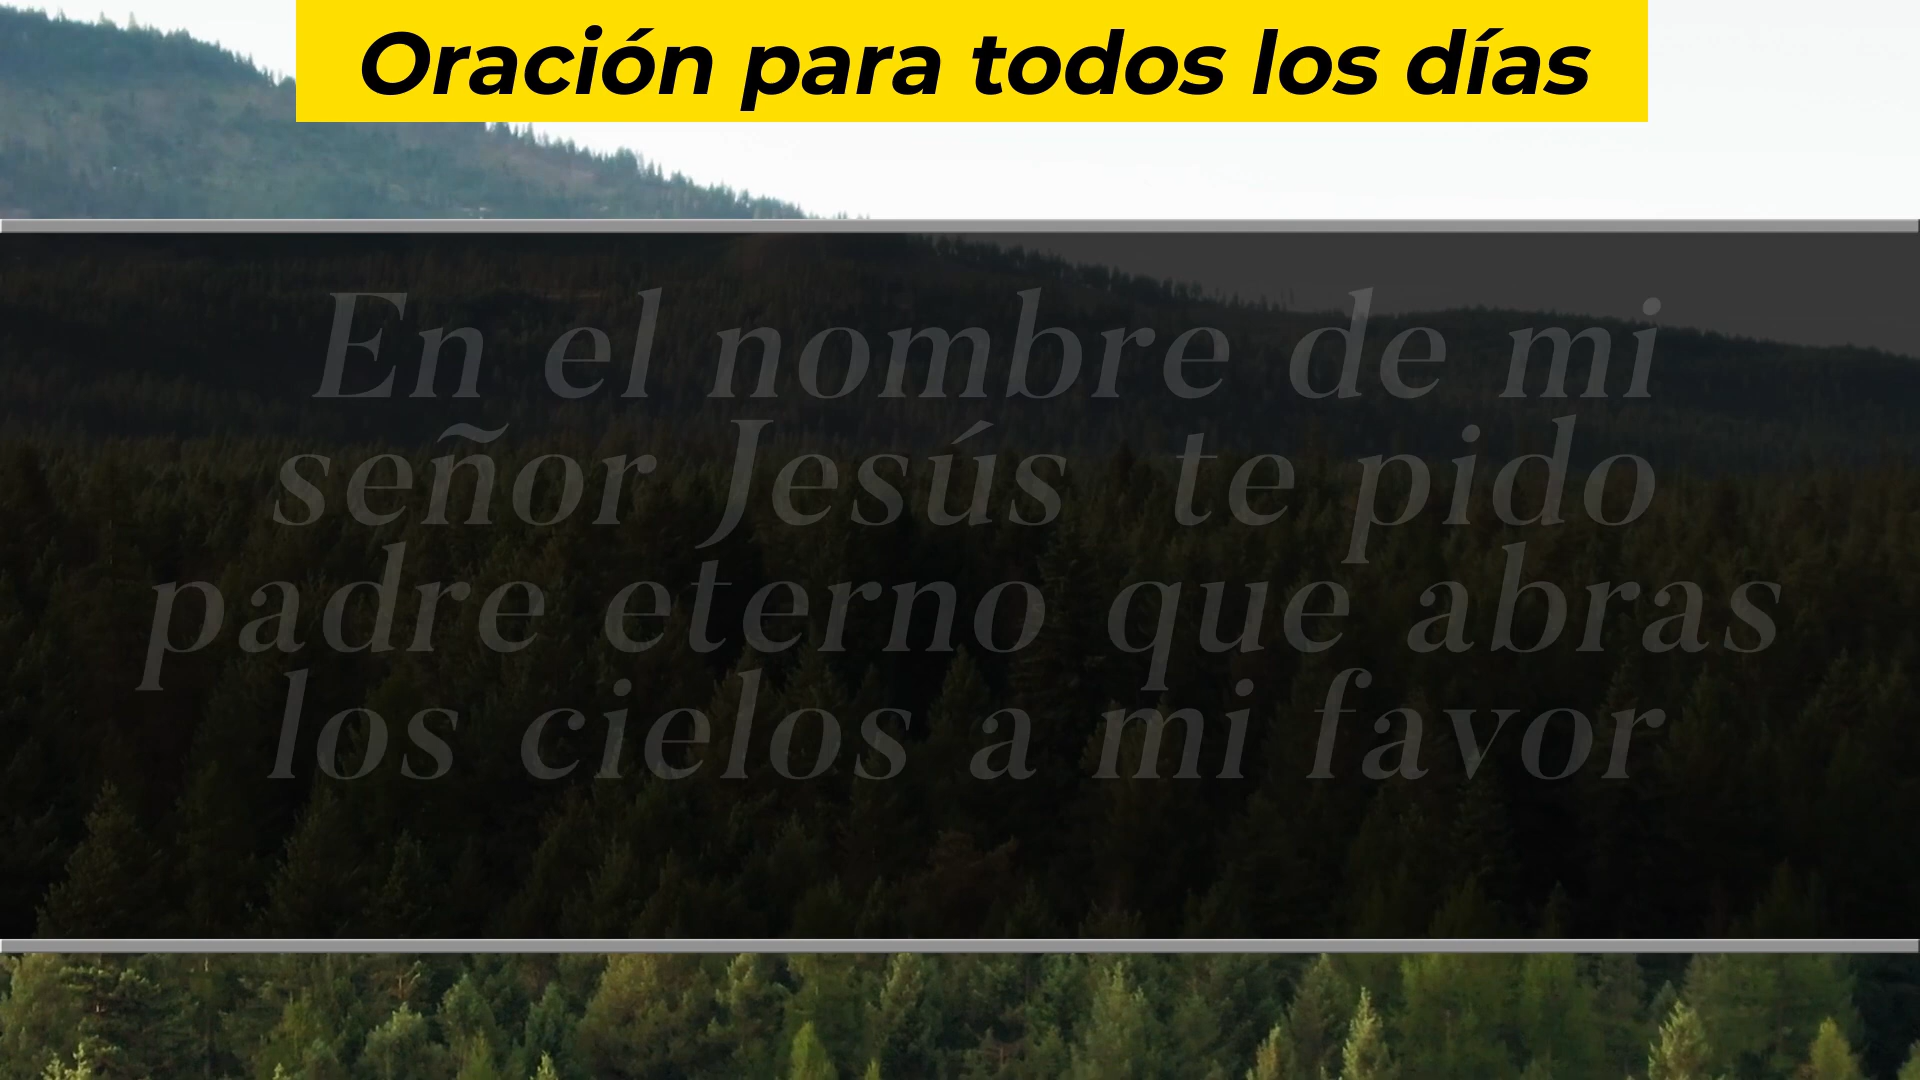 Oración para todos los días
En el nombre de mi
señor Jesús te pido
padre eterno que abras
los cielos a mi favor